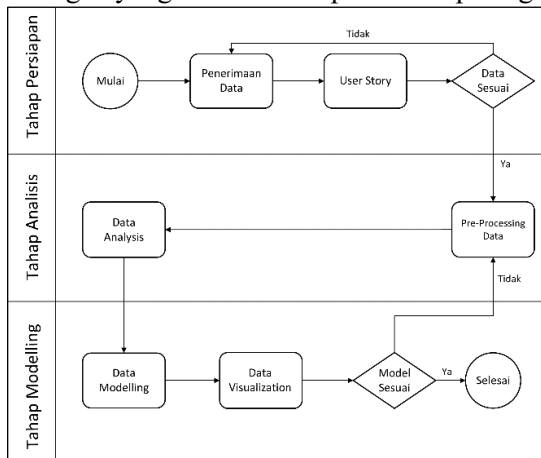 Tahap Persiapan
Tidak
Mulai
Penerimaan
Data
User Story
Data
Sesuai
Ya
Tahap Analisis
Data
Analysis
Pre-Processing
Data
Tidak
Tahap Modelling
Data
Modelling
Data
Visualization
Model
Sesuai
Ya
Selesai